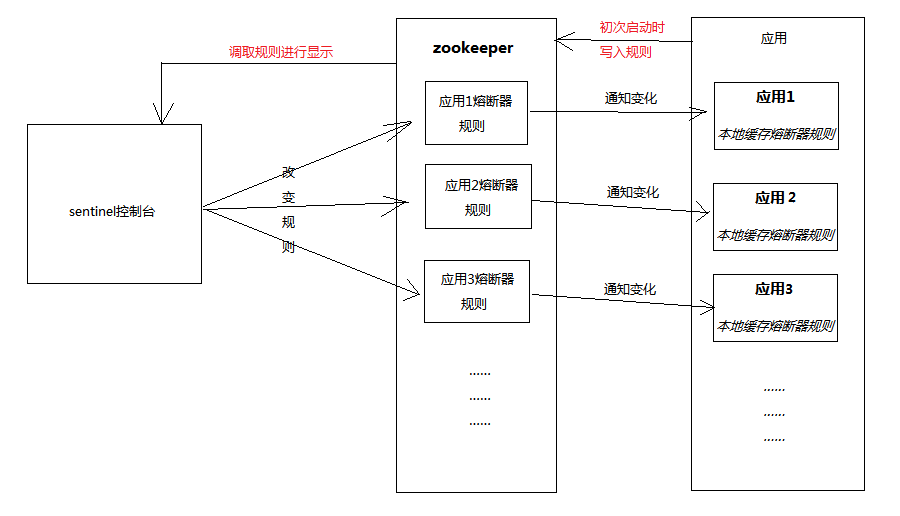 初次启动时
写入规则
应用
zookeeper
调取规则进行显示
应用1熔断器
规则
通知变化
应用1
本地缓存熔断器规则
sentinel控制台
改
变
规
则
应用2熔断器
规则
通知变化
应用 2
本地缓存熔断器规则
应用3熔断器
规则
通知变化
应用3
本地缓存熔断器规则
......
......
......
......
......
......